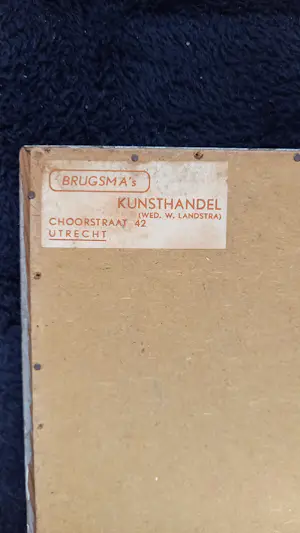 BRUGSMA's
KUNSTHANDEL
(WED. W. LANDSTRA)
CHOORSTRAAT 42
UTRECHT